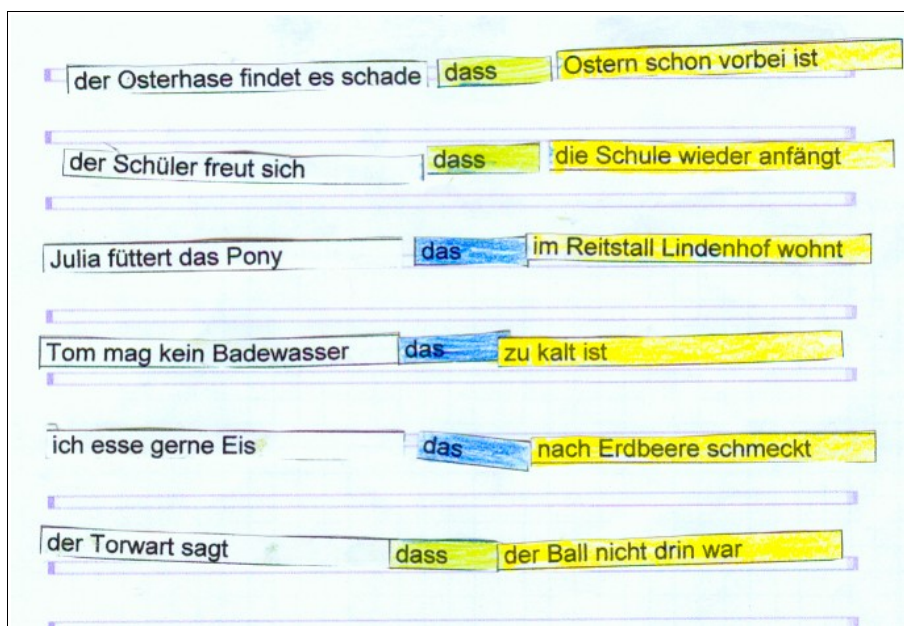 der Osterhase findet es schade dass Ostern schon vorbei ist
der Schüler freut sich dass die Schule wieder anfängt
Julia füttert das Pony das im Reitstall Lindenhof wohnt
Tom mag kein Badewasser das zu kalt ist
ich esse gerne Eis das nach Erdbeere schmeckt
der Torwart sagt dass der Ball nicht drin war